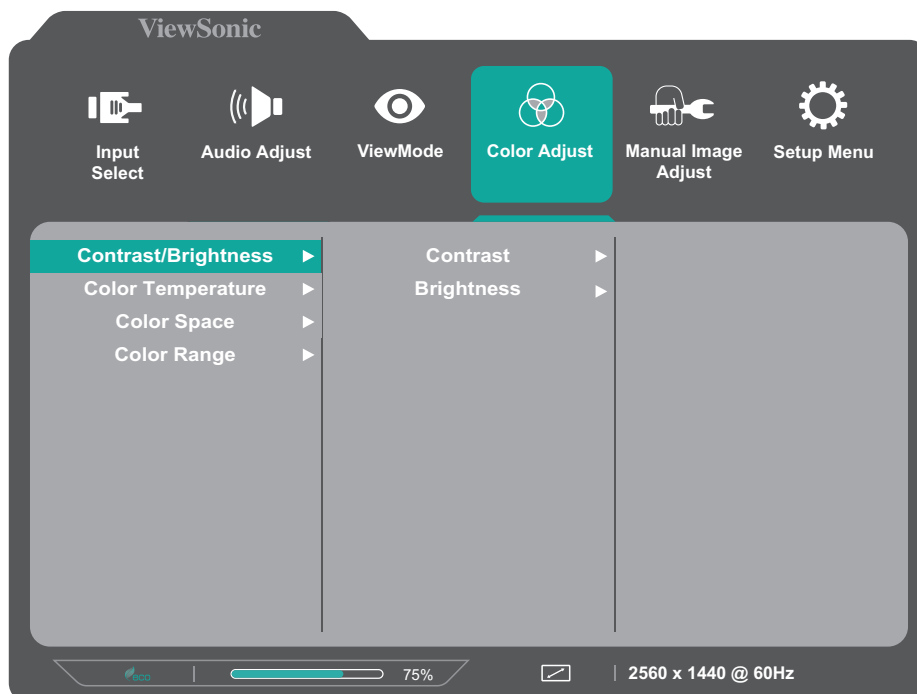 ViewSonic
Input
Select
Audio Adjust
ViewMode
Color Adjust
Manual Image
Adjust
Setup Menu
Contrast/Brightness
Color Temperature
Color Space
Color Range
Contrast
Brightness
eco
75%
2560 x 1440 @ 60Hz